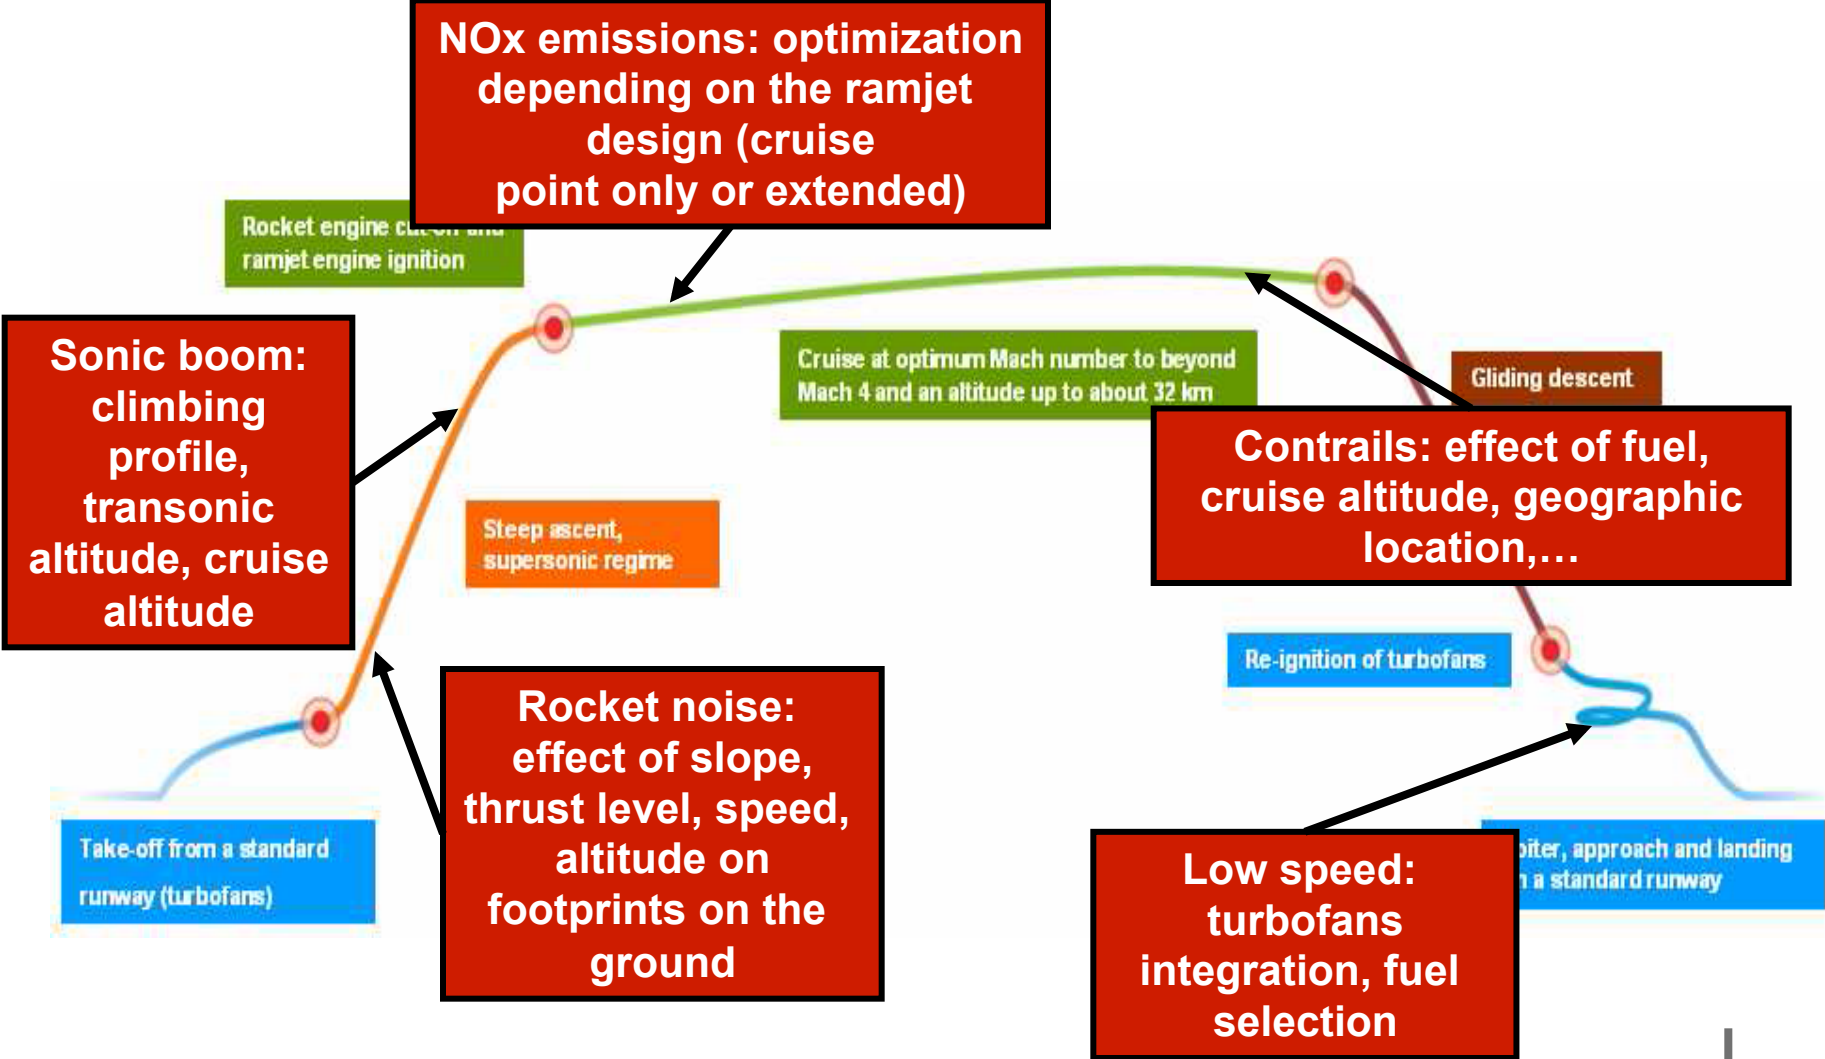 NOx emissions: optimization
depending on the ramjet
design (cruise
point only or extended)
Rocket engine cut-off and
ramjet engine ignition
Sonic boom:
climbing
profile,
transonic
altitude, cruise
altitude
Cruise at optimum Mach number to beyond
Mach 4 and an altitude up to about 32 km
Gliding descent
Contrails: effect of fuel,
cruise altitude, geographic
location,…
Steep ascent,
supersonic regime
Re-ignition of turbofans
Rocket noise:
effect of slope,
thrust level, speed,
altitude on
footprints on the
ground
Take-off from a standard
runway (turbofans)
Low speed:
turbofans
integration, fuel
selection
approach and landing
a standard runway